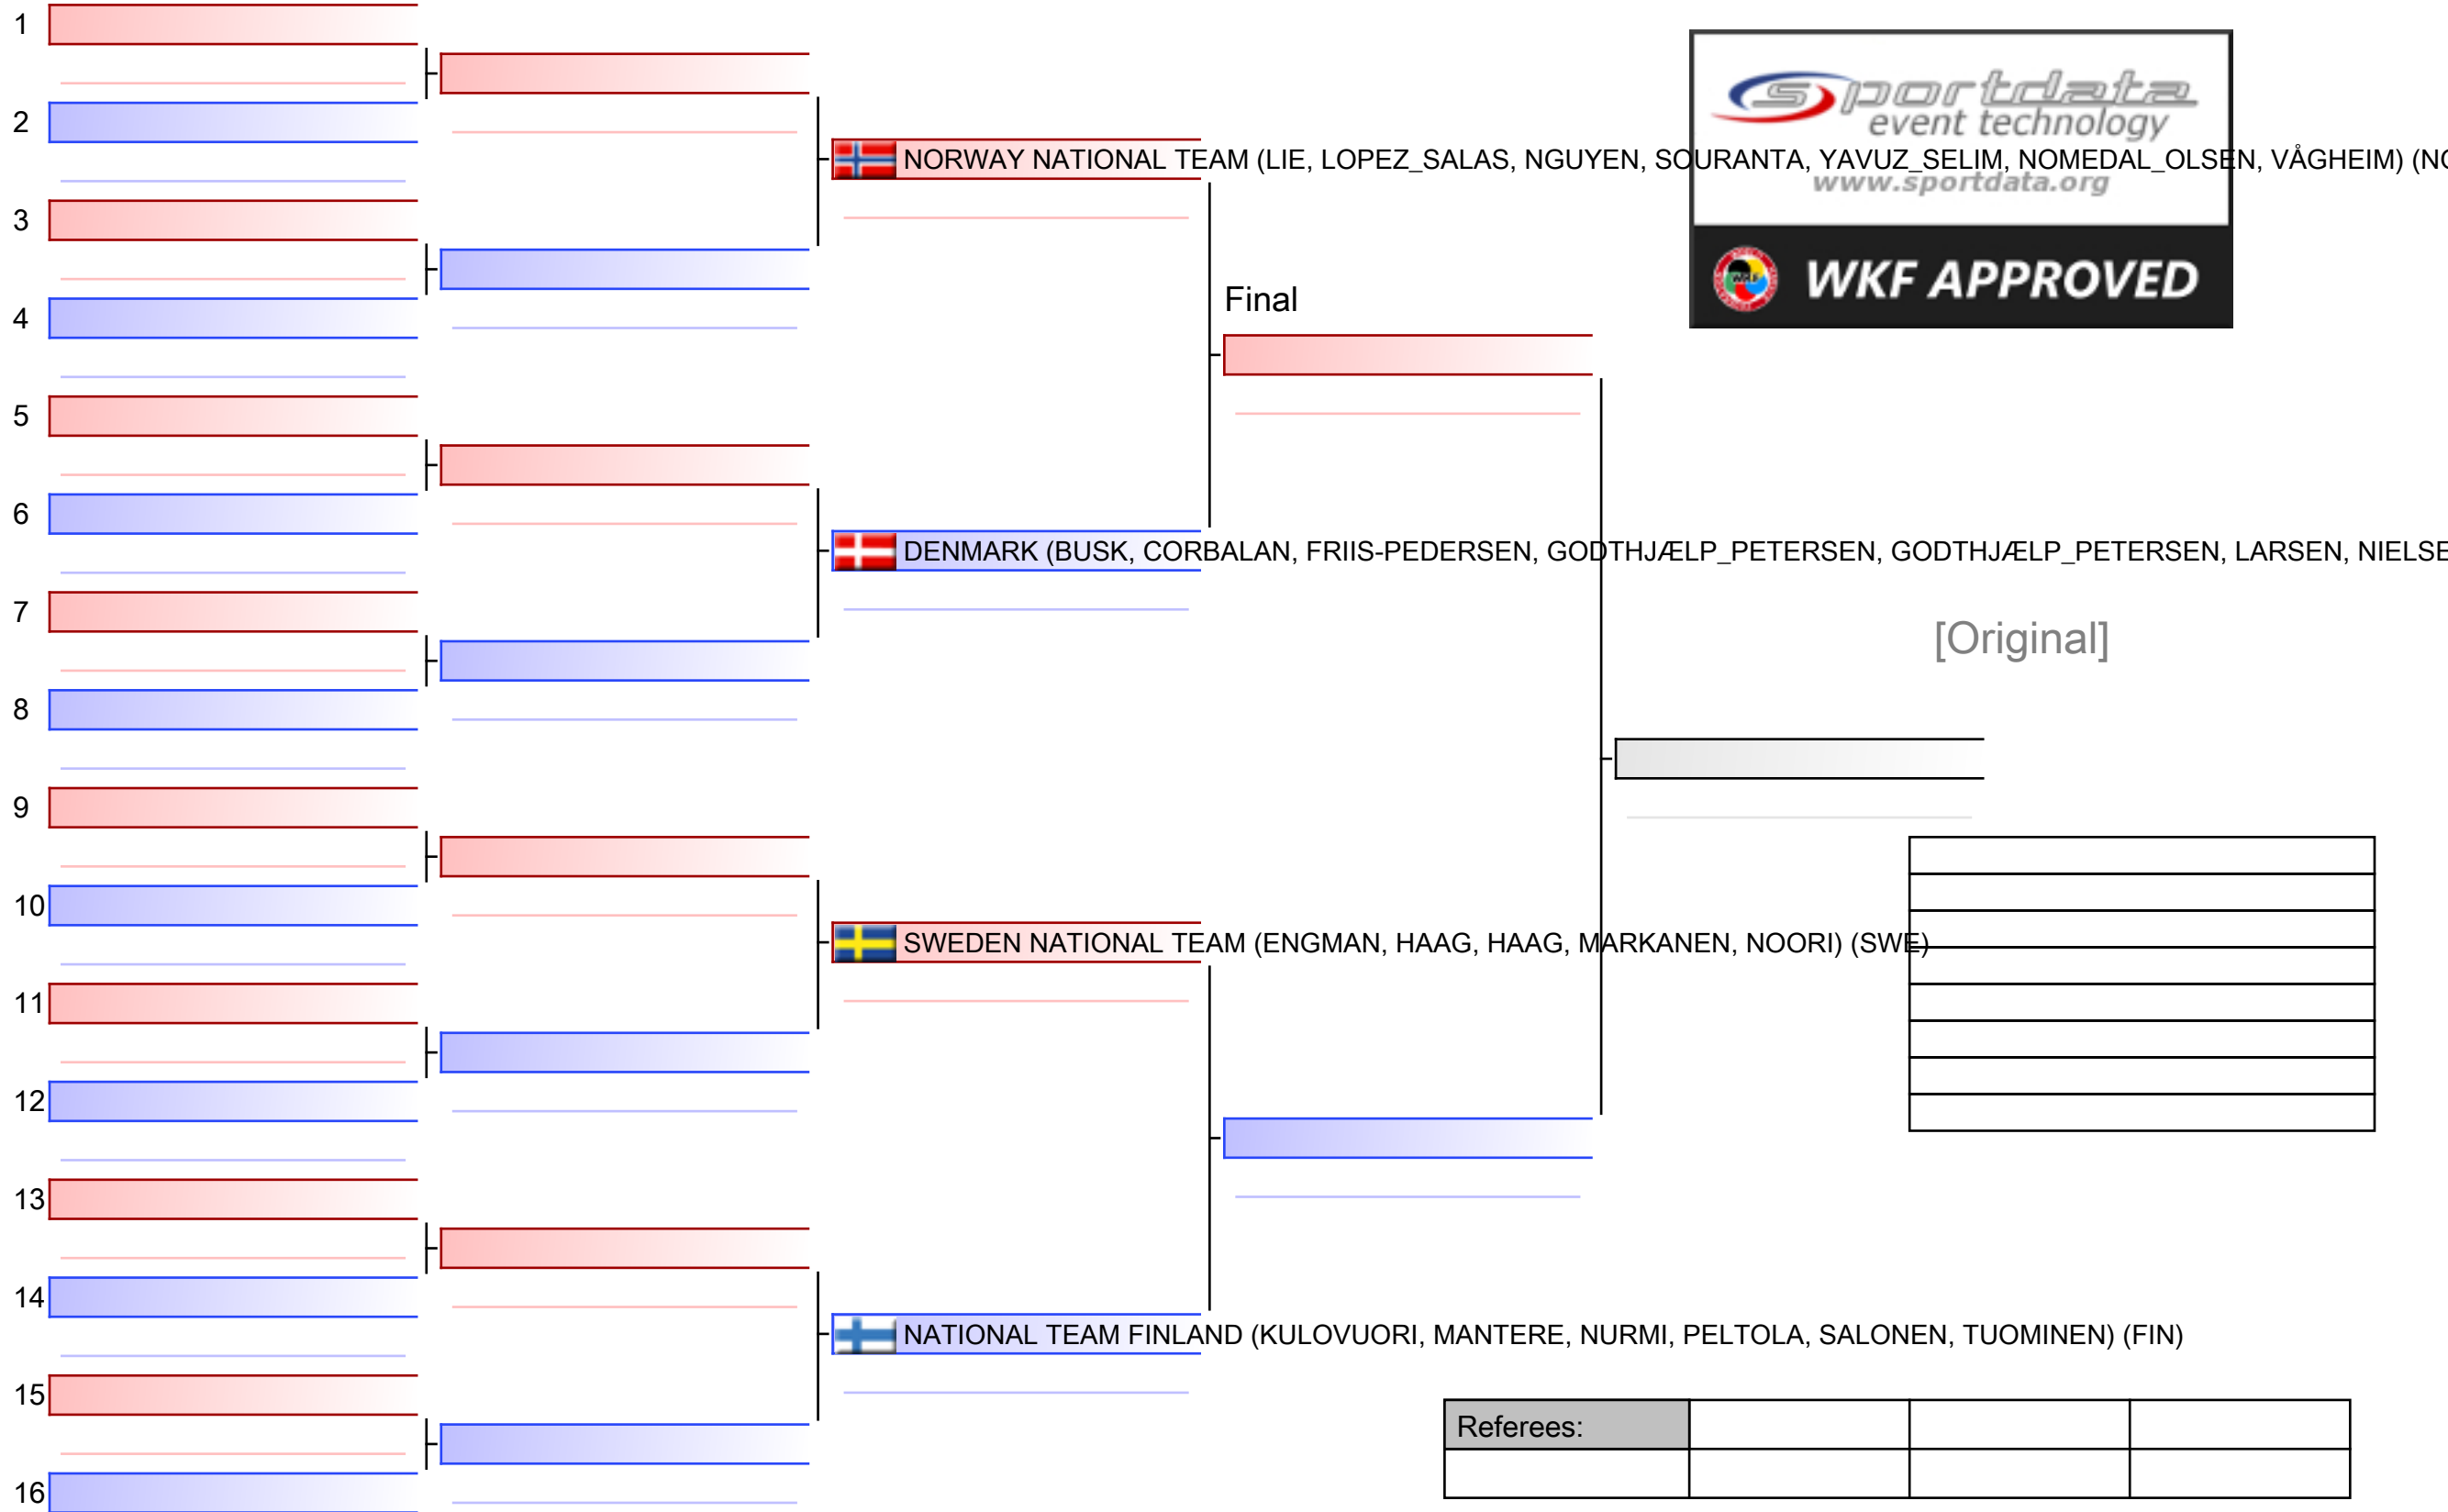 1
2
3
4
5
6
7
8
9
10
11
12
13
14
15
16
NORWAY NATIONAL TEAM (LIE, LOPEZ_SALAS, NGUYEN, SOURANTA, YAVUZ_SELIM, NOMEDAL_OLSEN, VÅGHEIM) (NO
DENMARK (BUSK, CORBALAN, FRIIS-PEDERSEN, GODTHJÆLP_PETERSEN, GODTHJÆLP_PETERSEN, LARSEN, NIELSE
SWEDEN NATIONAL TEAM (ENGMAN, HAAG, HAAG, MARKANEN, NOORI) (SWE)
NATIONAL TEAM FINLAND (KULOVUORI, MANTERE, NURMI, PELTOLA, SALONEN, TUOMINEN) (FIN)
Final
sportdata
event technology
www.sportdata.org
WKF
WKF APPROVED
[Original]
Referees: